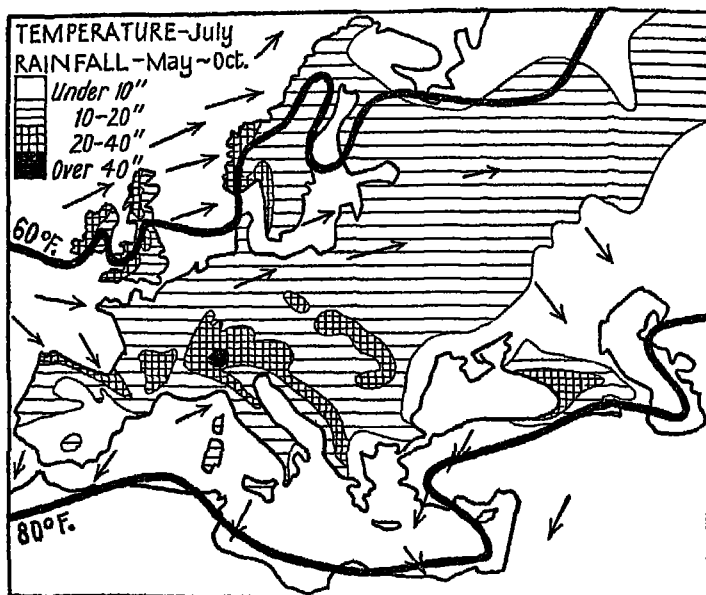 TEMPERATURE-July
RAINFALL-May~Oct.
Under 10"
10-20"
20-40"
Over 40"
60°F.
80°F.